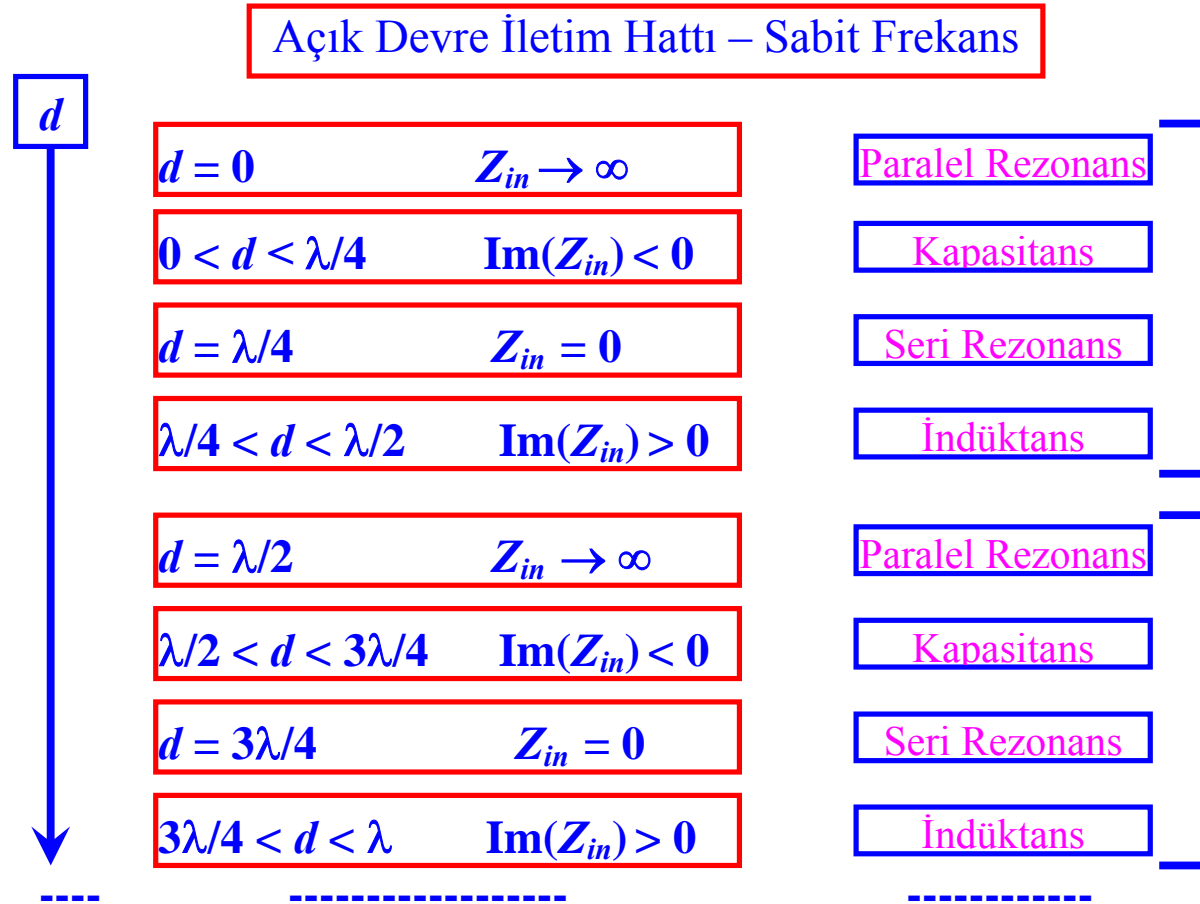 Açık Devre İletim Hattı – Sabit Frekans
d
d = 0 Zin → ∞ Paralel Rezonans
0 < d < λ/4 Im(Zin) < 0 Kapasitans
d = λ/4 Zin = 0 Seri Rezonans
λ/4 < d < λ/2 Im(Zin) > 0 İndüktans
d = λ/2 Zin → ∞ Paralel Rezonans
λ/2 < d < 3λ/4 Im(Zin) < 0 Kapasitans
d = 3λ/4 Zin = 0 Seri Rezonans
3λ/4 < d < λ Im(Zin) > 0 İndüktans